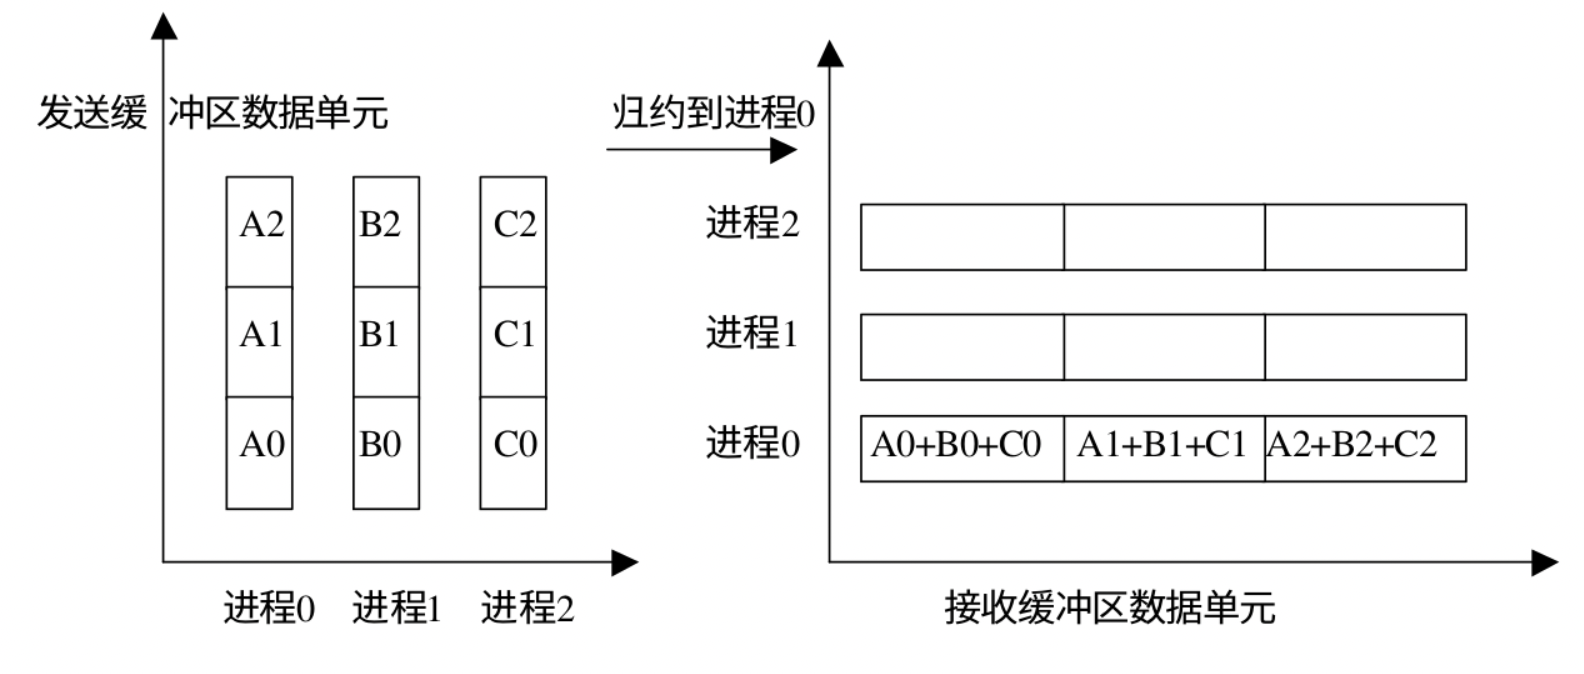 发送缓冲区数据单元
归约到进程0
A2 B2 C2
A1 B1 C1
A0 B0 C0
进程0 进程1 进程2
进程2
进程1
进程0 A0+B0+C0 A1+B1+C1 A2+B2+C2
接收缓冲区数据单元